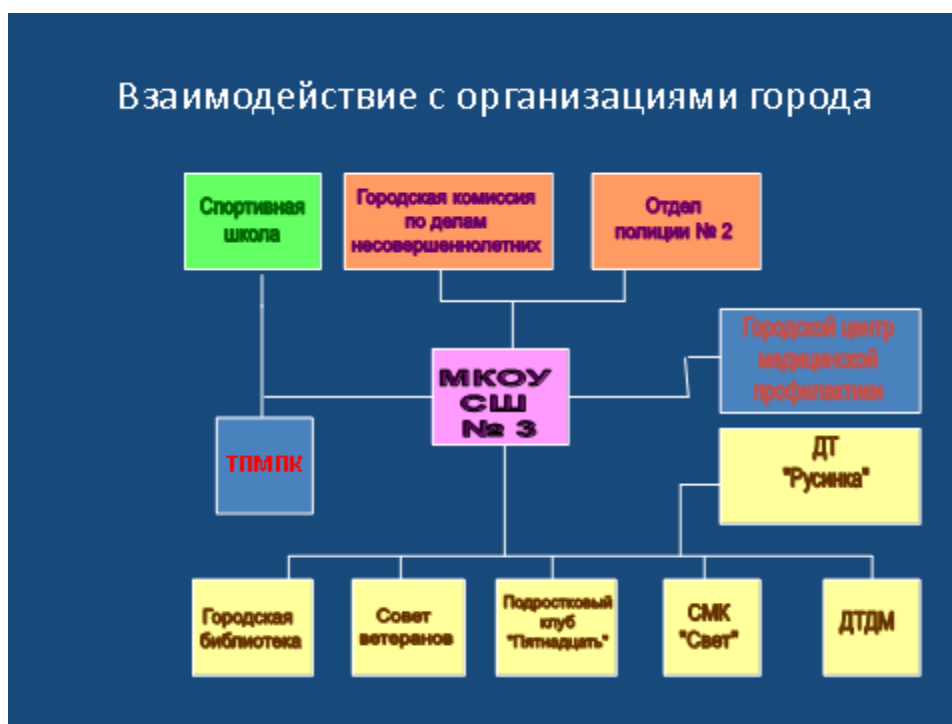 Взаимодействие с организациями города
Спортивная
школа
Городская комиссия
по делам
несовершеннолетних
Отдел
полиции № 2
Городской центр
медицинской
профилактики
МКОУ
СШ
№ 3
ТПМПК
ДТ
"Русинка"
Городская
библиотека
Совет
ветеранов
Подростковый
клуб
"Пятнадцать"
СМК
"Свет"
ДТДМ